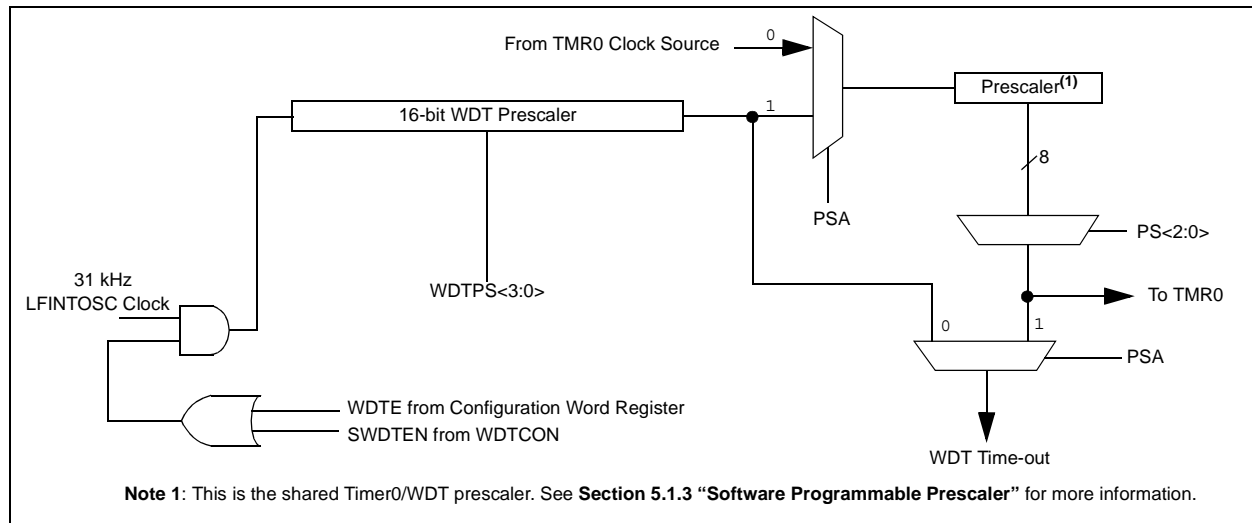 From TMR0 Clock Source
0
Prescaler(1)
16-bit WDT Prescaler
1
8
PSA
PS<2:0>
31 kHz
LFINTOSC Clock
WDTPS<3:0>
To TMR0
0
1
PSA
WDTE from Configuration Word Register
SWDTEN from WDTCON
WDT Time-out
Note 1: This is the shared Timer0/WDT prescaler. See Section 5.1.3 “Software Programmable Prescaler” for more information.